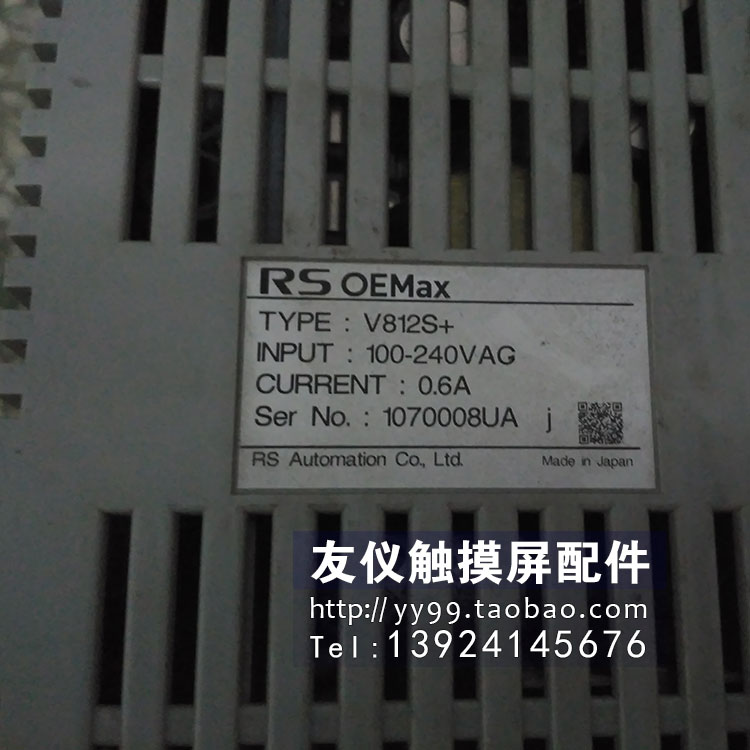 RS OEMax
TYPE : V812S+
INPUT : 100-240VAG
CURRENT : 0.6A
Ser No. : 1070008UA j
RS Automation Co., Ltd. Made in Japan
友仪触摸屏配件
http://yy99.taobao.com/
Tel:13924145676